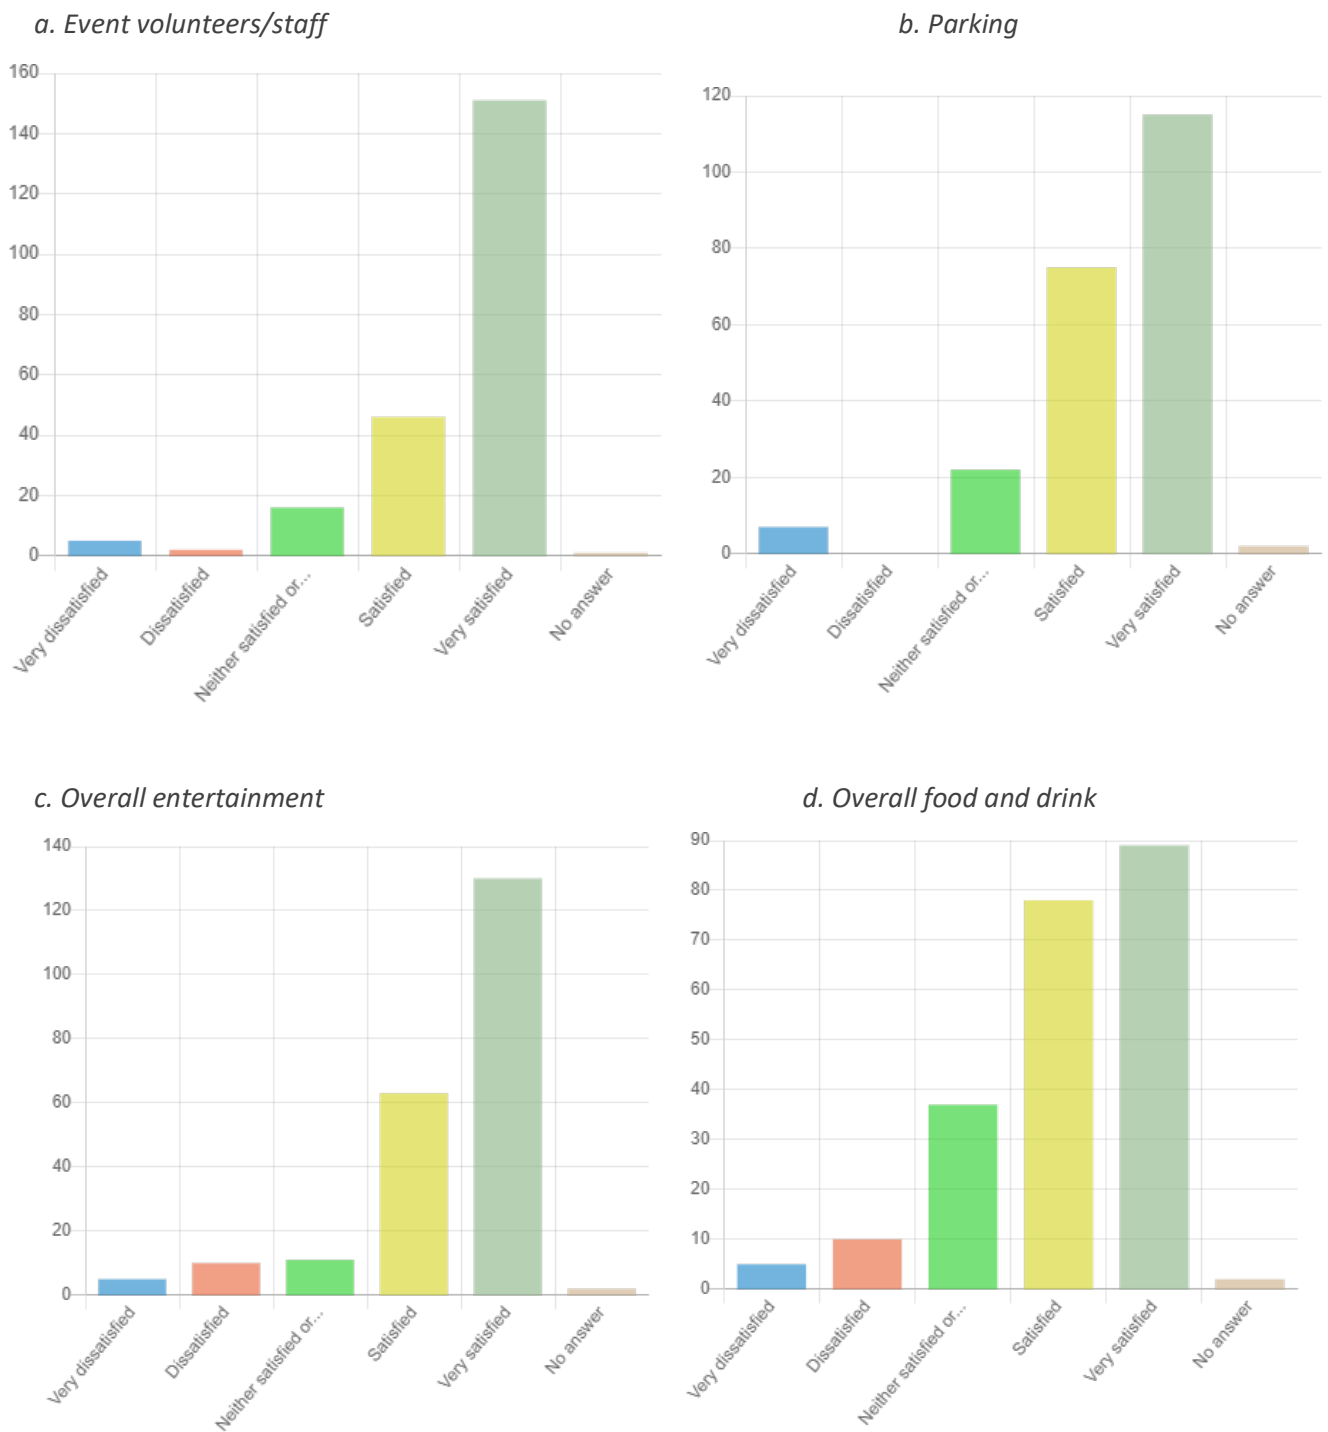 a. Event volunteers/staff
160
140
120
100
80
60
40
20
0
Very dissatisfied
Dissatisfied
Neither satisfied or...
Satisfied
Very satisfied
No answer
b. Parking
120
100
80
60
40
20
0
Very dissatisfied
Dissatisfied
Neither satisfied or...
Satisfied
Very satisfied
No answer
c. Overall entertainment
140
120
100
80
60
40
20
0
Very dissatisfied
Dissatisfied
Neither satisfied or...
Satisfied
Very satisfied
No answer
d. Overall food and drink
90
80
70
60
50
40
30
20
10
0
Very dissatisfied
Dissatisfied
Neither satisfied or...
Satisfied
Very satisfied
No answer